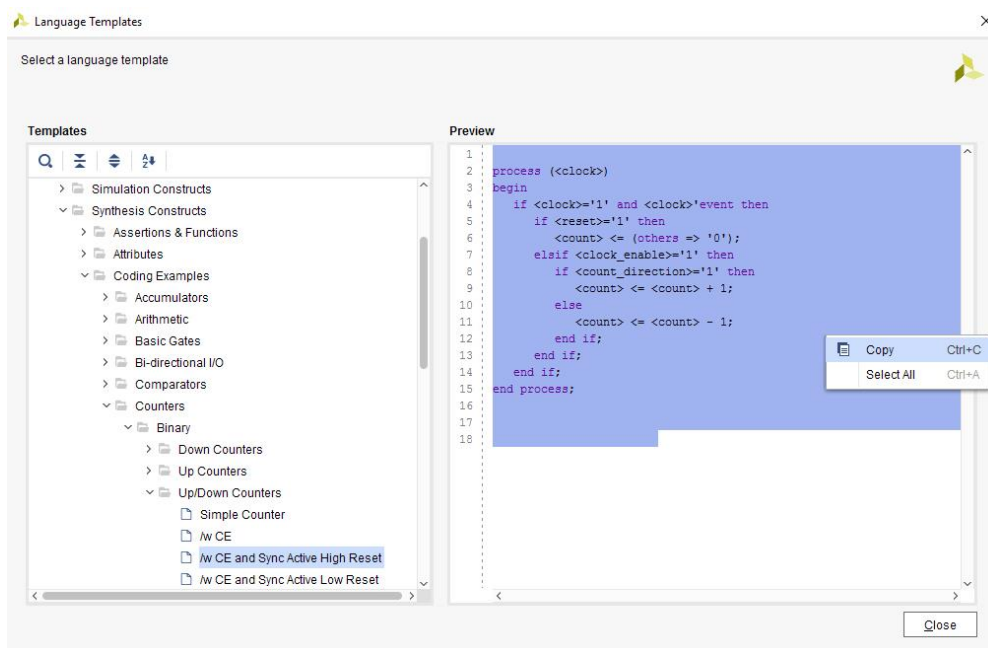 Language Templates
Select a language template
Templates
Simulation Constructs
Synthesis Constructs
Assertions & Functions
Attributes
Coding Examples
Accumulators
Arithmetic
Basic Gates
Bi-directional I/O
Comparators
Counters
Binary
Down Counters
Up Counters
Up/Down Counters
Simple Counter
/w CE
/w CE and Sync Active High Reset
/w CE and Sync Active Low Reset
Preview
1
2 process (<clock>)
3 begin
4 if <clock>='1' and <clock>'event then
5 if <reset>='1' then
6 <count> <= (others => '0');
7 elsif <clock_enable>='1' then
8 if <count_direction>='1' then
9 <count> <= <count> + 1;
10 else
11 <count> <= <count> - 1;
12 end if;
13 end if;
14 end if;
15 end process;
16
17
18
Copy Ctrl+C
Select All Ctrl+A
Close